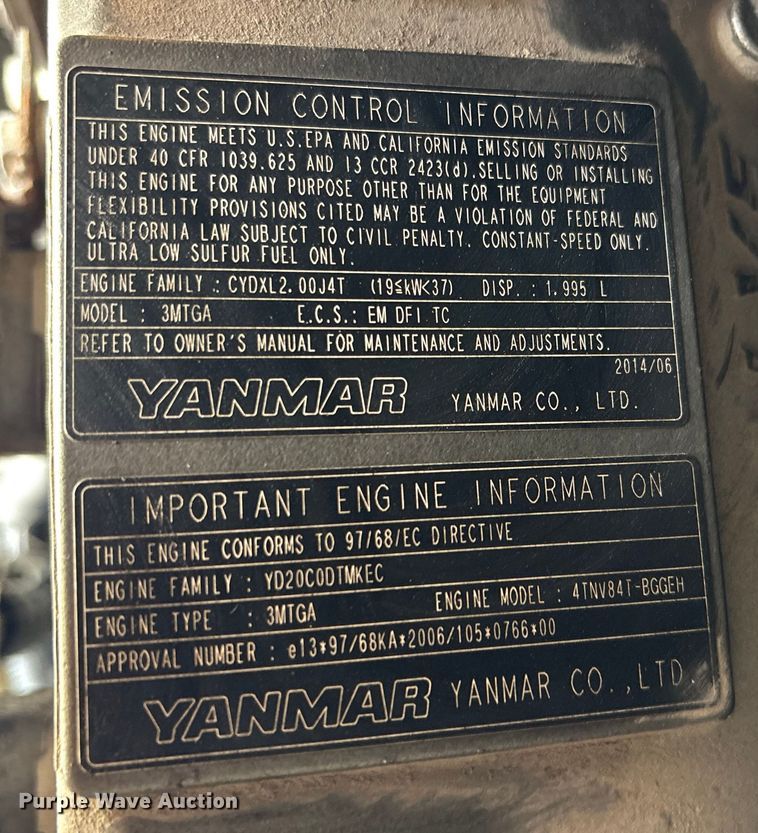 EMISSION CONTROL INFORMATION
THIS ENGINE MEETS U.S.EPA AND CALIFORNIA EMISSION STANDARDS
UNDER 40 CFR 1039.625 AND 13 CCR 2423(d).SELLING OR INSTALLING
THIS ENGINE FOR ANY PURPOSE OTHER THAN FOR THE EQUIPMENT
FLEXIBILITY PROVISIONS CITED MAY BE A VIOLATION OF FEDERAL AND
CALIFORNIA LAW SUBJECT TO CIVIL PENALTY. CONSTANT-SPEED ONLY.
ULTRA LOW SULFUR FUEL ONLY.
ENGINE FAMILY : CYDXL2.00J4T (19≦kW<37) DISP. : 1.995 L
MODEL : 3MTGA E.C.S.: EM DFI TC
REFER TO OWNER'S MANUAL FOR MAINTENANCE AND ADJUSTMENTS.
2014/06
YANMAR YANMAR CO., LTD.
IMPORTANT ENGINE INFORMATION
THIS ENGINE CONFORMS TO 97/68/EC DIRECTIVE
ENGINE FAMILY : YD20C0DTMKEC
ENGINE TYPE : 3MTGA ENGINE MODEL : 4TNV84T-BGGEH
APPROVAL NUMBER : e13*97/68KA*2006/105*0766*00
YANMAR YANMAR CO.,LTD.
Purple Wave Auction